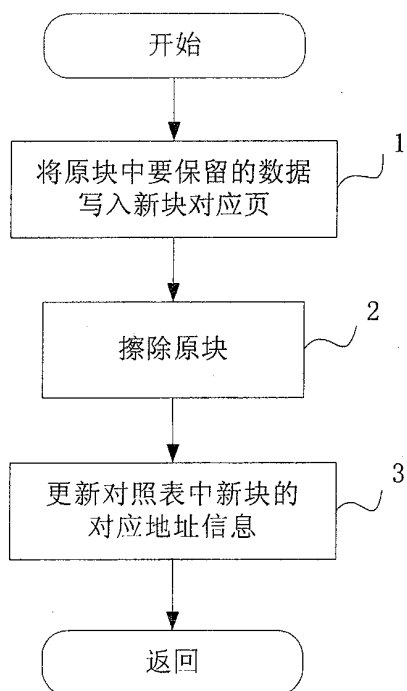 开始
1
将原块中要保留的数据
写入新块对应页
2
擦除原块
3
更新对照表中新块的
对应地址信息
返回